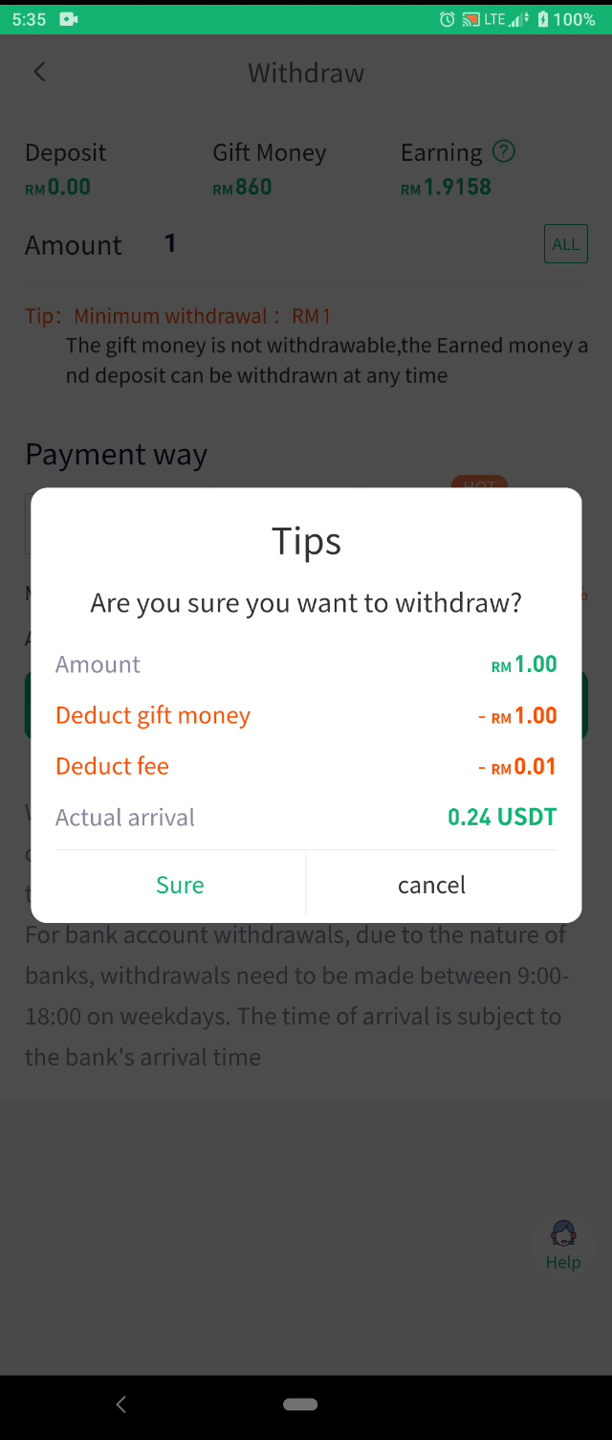 5:35 LTE 100%
Withdraw
Deposit Gift Money Earning ?
RM0.00 RM860 RM1.9158
Amount 1 ALL
Tip: Minimum withdrawal : RM1
The gift money is not withdrawable,the Earned money a
nd deposit can be withdrawn at any time
Payment way
HOT
Tips
Are you sure you want to withdraw?
Amount RM1.00
Deduct gift money - RM1.00
Deduct fee - RM0.01
Actual arrival 0.24 USDT
Sure cancel
For bank account withdrawals, due to the nature of
banks, withdrawals need to be made between 9:00-
18:00 on weekdays. The time of arrival is subject to
the bank's arrival time
Help